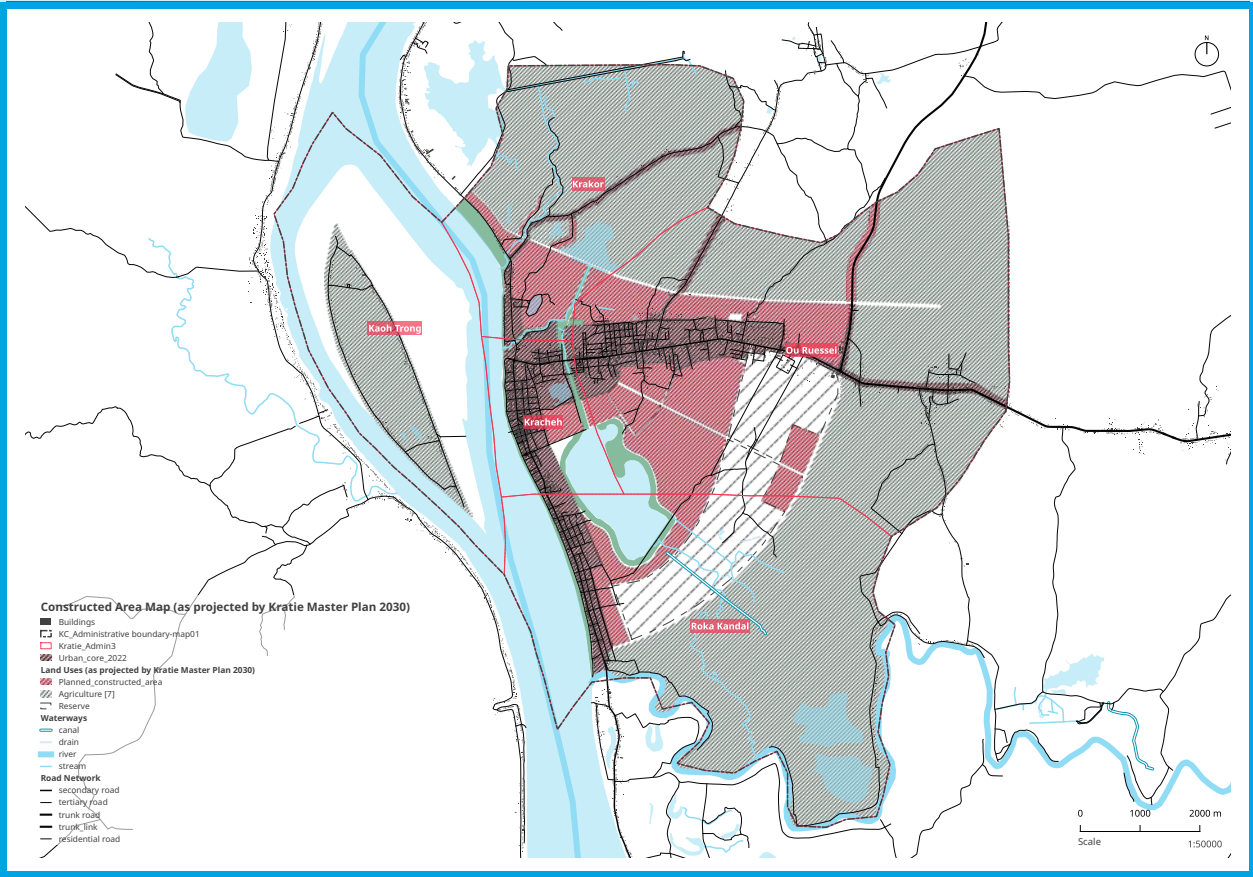 N
Krakor
Kaoh Trong
Ou Ruessei
Kracheh
Roka Kandal
Constructed Area Map (as projected by Kratie Master Plan 2030)
Buildings
KC_Administrative boundary-map01
Kratie_Admin3
Urban_core_2022
Land Uses (as projected by Kratie Master Plan 2030)
Planned_constructed_area
Agriculture [7]
Reserve
Waterways
canal
drain
river
stream
Road Network
secondary road
tertiary road
trunk road
trunk_link
residential road
0 1000 2000 m
Scale 1:50000